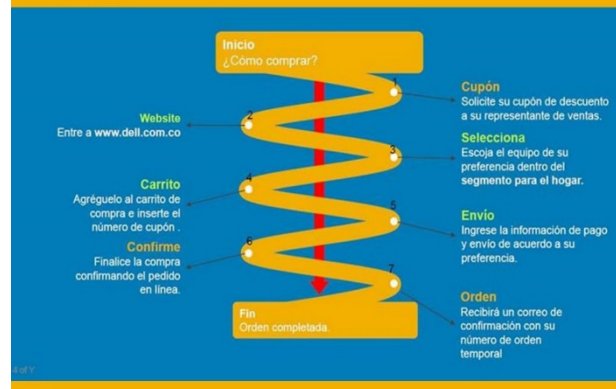 Inicio
¿Cómo comprar?
1
Cupón
Solicite su cupón de descuento
a su representante de ventas.
2
Website
Entre a www.dell.com.co
3
Selecciona
Escoja el equipo de su
preferencia dentro del
segmento para el hogar.
4
Carrito
Agréguelo al carrito de
compra e inserte el
número de cupón .
5
Envío
Ingrese la información de pago
y envío de acuerdo a su
preferencia.
6
Confirme
Finalice la compra
confirmando el pedido
en línea.
7
Orden
Recibirá un correo de
confirmación con su
número de orden
temporal
Fin
Orden completada.
4 of Y